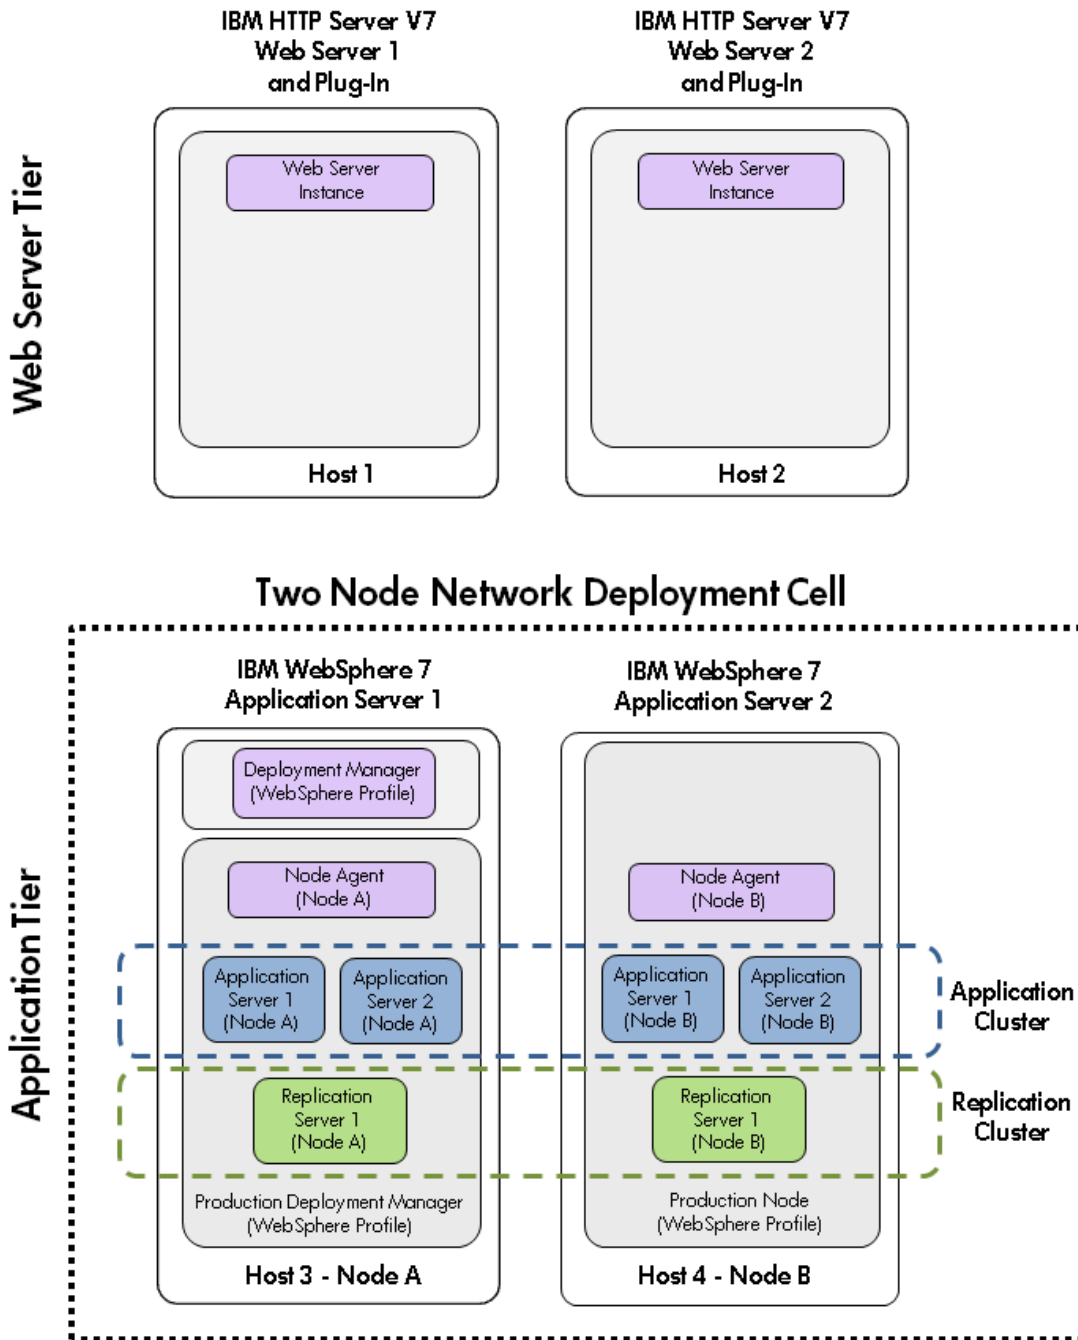 IBM HTTP Server V7
Web Server 1
and Plug-In
IBM HTTP Server V7
Web Server 2
and Plug-In
Web Server Tier
Web Server
Instance
Host 1
Web Server
Instance
Host 2
Two Node Network Deployment Cell
Application Tier
IBM WebSphere 7
Application Server 1
IBM WebSphere 7
Application Server 2
Deployment Manager
(WebSphere Profile)
Node Agent
(Node A)
Node Agent
(Node B)
Application
Server 1
(Node A)
Application
Server 2
(Node A)
Application
Server 1
(Node B)
Application
Server 2
(Node B)
Application
Cluster
Replication
Server 1
(Node A)
Replication
Server 1
(Node B)
Replication
Cluster
Production Deployment Manager
(WebSphere Profile)
Production Node
(WebSphere Profile)
Host 3 - Node A
Host 4 - Node B